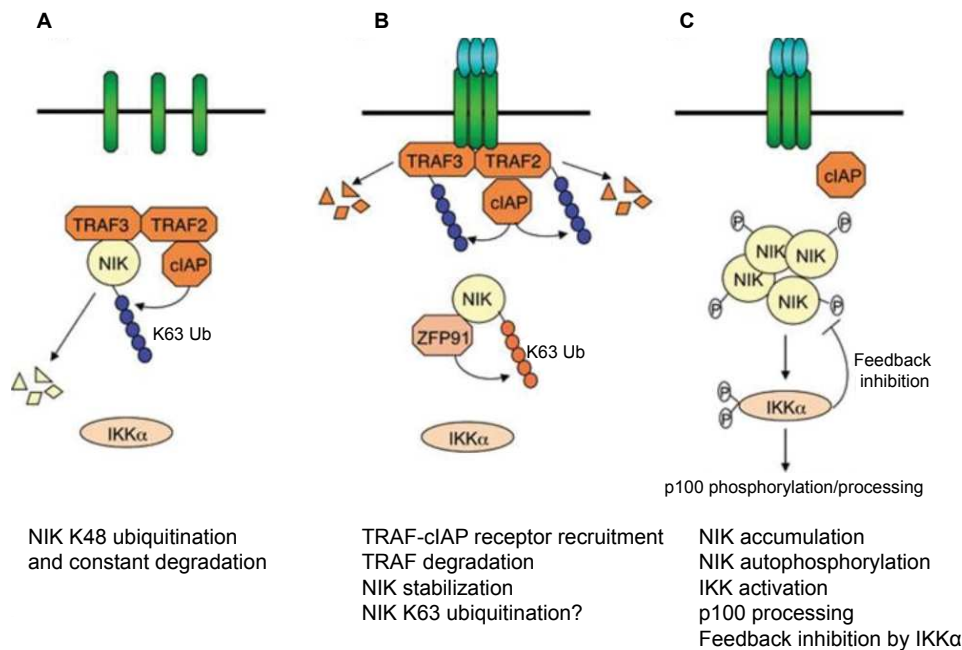 A
TRAF3
TRAF2
NIK
cIAP
K63 Ub
IKKα
NIK K48 ubiquitination
and constant degradation
B
TRAF3
TRAF2
cIAP
NIK
ZFP91
K63 Ub
IKKα
TRAF-cIAP receptor recruitment
TRAF degradation
NIK stabilization
NIK K63 ubiquitination?
C
cIAP
P
P
NIK
NIK
NIK
NIK
P
P
Feedback
inhibition
P
P
IKKα
p100 phosphorylation/processing
NIK accumulation
NIK autophosphorylation
IKK activation
p100 processing
Feedback inhibition by IKKα